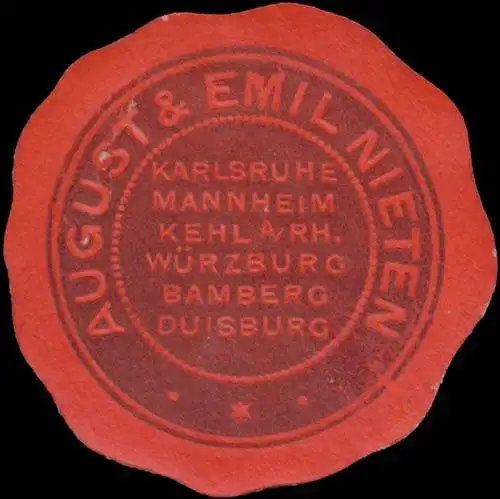 AUGUST & EMIL NIETEN
KARLSRUHE
MANNHEIM
KEHL A/RH.
WÜRZBURG
BAMBERG
DUISBURG